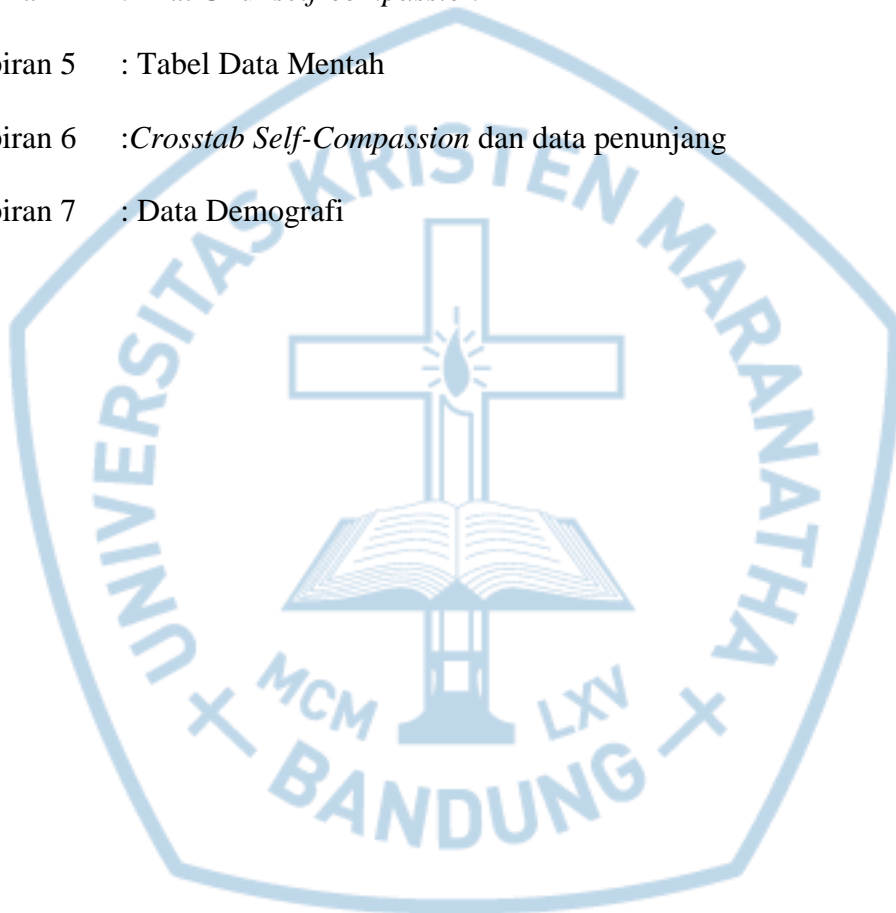 piran 5 : Tabel Data Mentah
piran 6 :Crosstab Self-Compassion dan data penunjang
piran 7 : Data Demografi
UNIVERSITAS KRISTEN MARANATHA
MCM LXV
BANDUNG